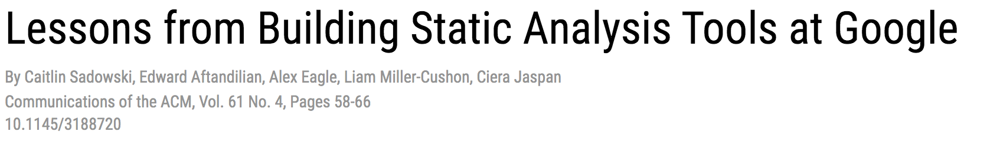 Lessons from Building Static Analysis Tools at Google
By Caitlin Sadowski, Edward Aftandilian, Alex Eagle, Liam Miller-Cushon, Ciera Jaspan
Communications of the ACM, Vol. 61 No. 4, Pages 58-66
10.1145/3188720